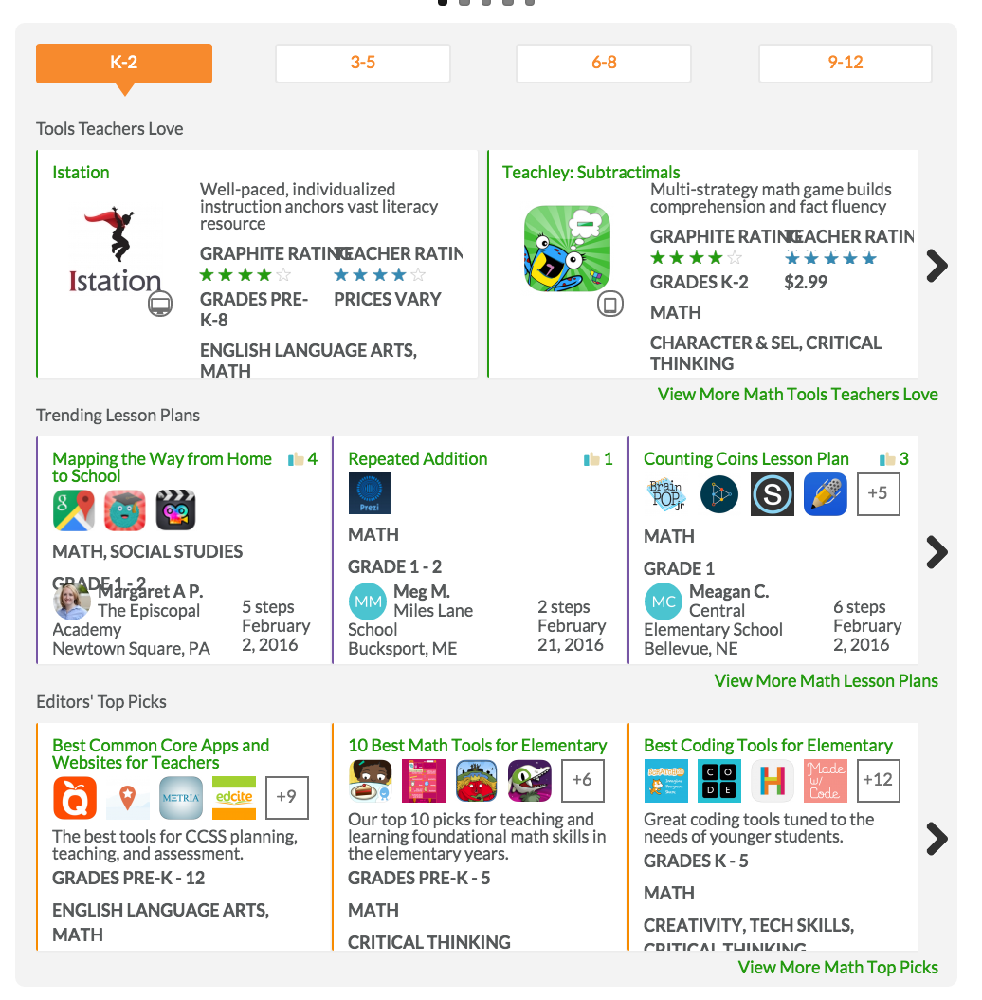 K-2
3-5
6-8
9-12
Tools Teachers Love
Istation
Well-paced, individualized
instruction anchors vast literacy
resource
Istation
GRAPHITE RATING
TEACHER RATIN
GRADES PRE-
K-8
PRICES VARY
ENGLISH LANGUAGE ARTS,
MATH
Teachley: Subtractimals
Multi-strategy math game builds
comprehension and fact fluency
GRAPHITE RATING
TEACHER RATIN
GRADES K-2
$2.99
MATH
CHARACTER & SEL, CRITICAL
THINKING
View More Math Tools Teachers Love
Trending Lesson Plans
Mapping the Way from Home
to School
4
g
MATH, SOCIAL STUDIES
GRADE 1 - 2
Margaret A P.
The Episcopal
Academy
Newtown Square, PA
5 steps
February
2, 2016
Repeated Addition
1
Prezi
MATH
GRADE 1 - 2
MM
Meg M.
Miles Lane
School
Bucksport, ME
2 steps
February
21, 2016
Counting Coins Lesson Plan
3
Brain
POP jr
S
+5
MATH
GRADE 1
MC
Meagan C.
Central
Elementary School
Bellevue, NE
6 steps
February
2, 2016
View More Math Lesson Plans
Editors' Top Picks
Best Common Core Apps and
Websites for Teachers
METRIA
edcite
+9
The best tools for CCSS planning,
teaching, and assessment.
GRADES PRE-K - 12
ENGLISH LANGUAGE ARTS,
MATH
10 Best Math Tools for Elementary
+6
Our top 10 picks for teaching and
learning foundational math skills in
the elementary years.
GRADES PRE-K - 5
MATH
CRITICAL THINKING
Best Coding Tools for Elementary
C O
D E
H
Made
w/
Code
+12
Great coding tools tuned to the
needs of younger students.
GRADES K - 5
MATH
CREATIVITY, TECH SKILLS,
CRITICAL THINKING
View More Math Top Picks